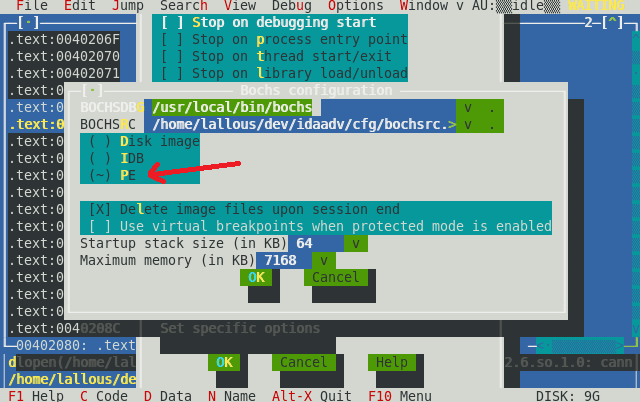 File Edit Jump Search View Debug Options Window v AU: idle WAITING
[ ] Stop on debugging start 2
.text:0040206F [ ] Stop on process entry point
.text:00402070 [ ] Stop on thread start/exit
.text:00402071 [ ] Stop on library load/unload
.text:00 Bochs configuration
.text:00 BOCHSDB /usr/local/bin/bochs v .
.text:0 BOCHSRC /home/lallous/dev/idaadv/cfg/bochsrc.> v .
.text:0 ( ) Disk image
.text:0 ( ) IDB
.text:0 (~) PE
.text:0
.text:0 [X] Delete image files upon session end
.text:0 [ ] Use virtual breakpoints when protected mode is enabled
.text:0 Startup stack size (in KB) 64 v
.text:0 Maximum memory (in KB) 7168 v
.text:0 OK Cancel
.text:0
.text:0
.text:0040208C Set specific options
00402080: .text
dlopen(/home/lal OK Cancel Help 2.6.so.1.0: cann
/home/lallous/de
F1 Help C Code D Data N Name Alt-X Quit F10 Menu DISK: 9G